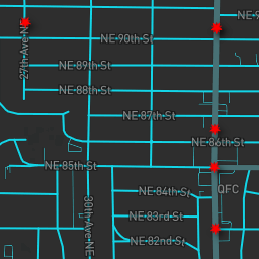 NE 9
NE 90th St
27th Ave N
NE 89th St
NE 88th St
NE 87th St
NE 86th St
NE 85th St
QFC
NE 84th St
30th Ave NE
NE 83rd St
NE 82nd St